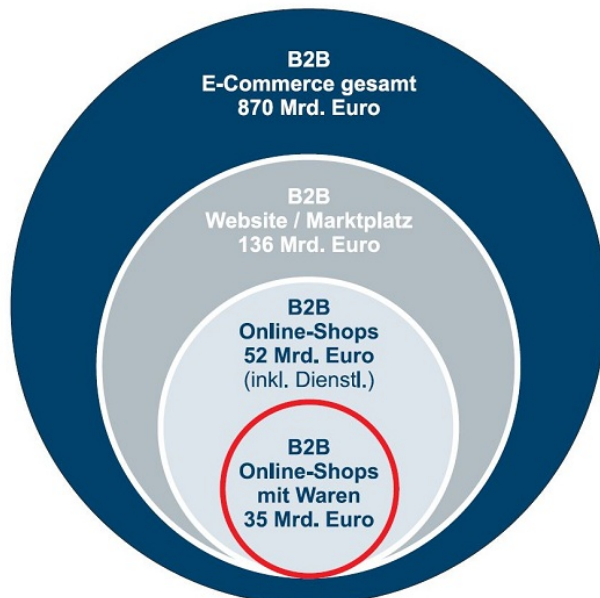 B2B
E-Commerce gesamt
870 Mrd. Euro
B2B
Website / Marktplatz
136 Mrd. Euro
B2B
Online-Shops
52 Mrd. Euro
(inkl. Dienstl.)
B2B
Online-Shops
mit Waren
35 Mrd. Euro